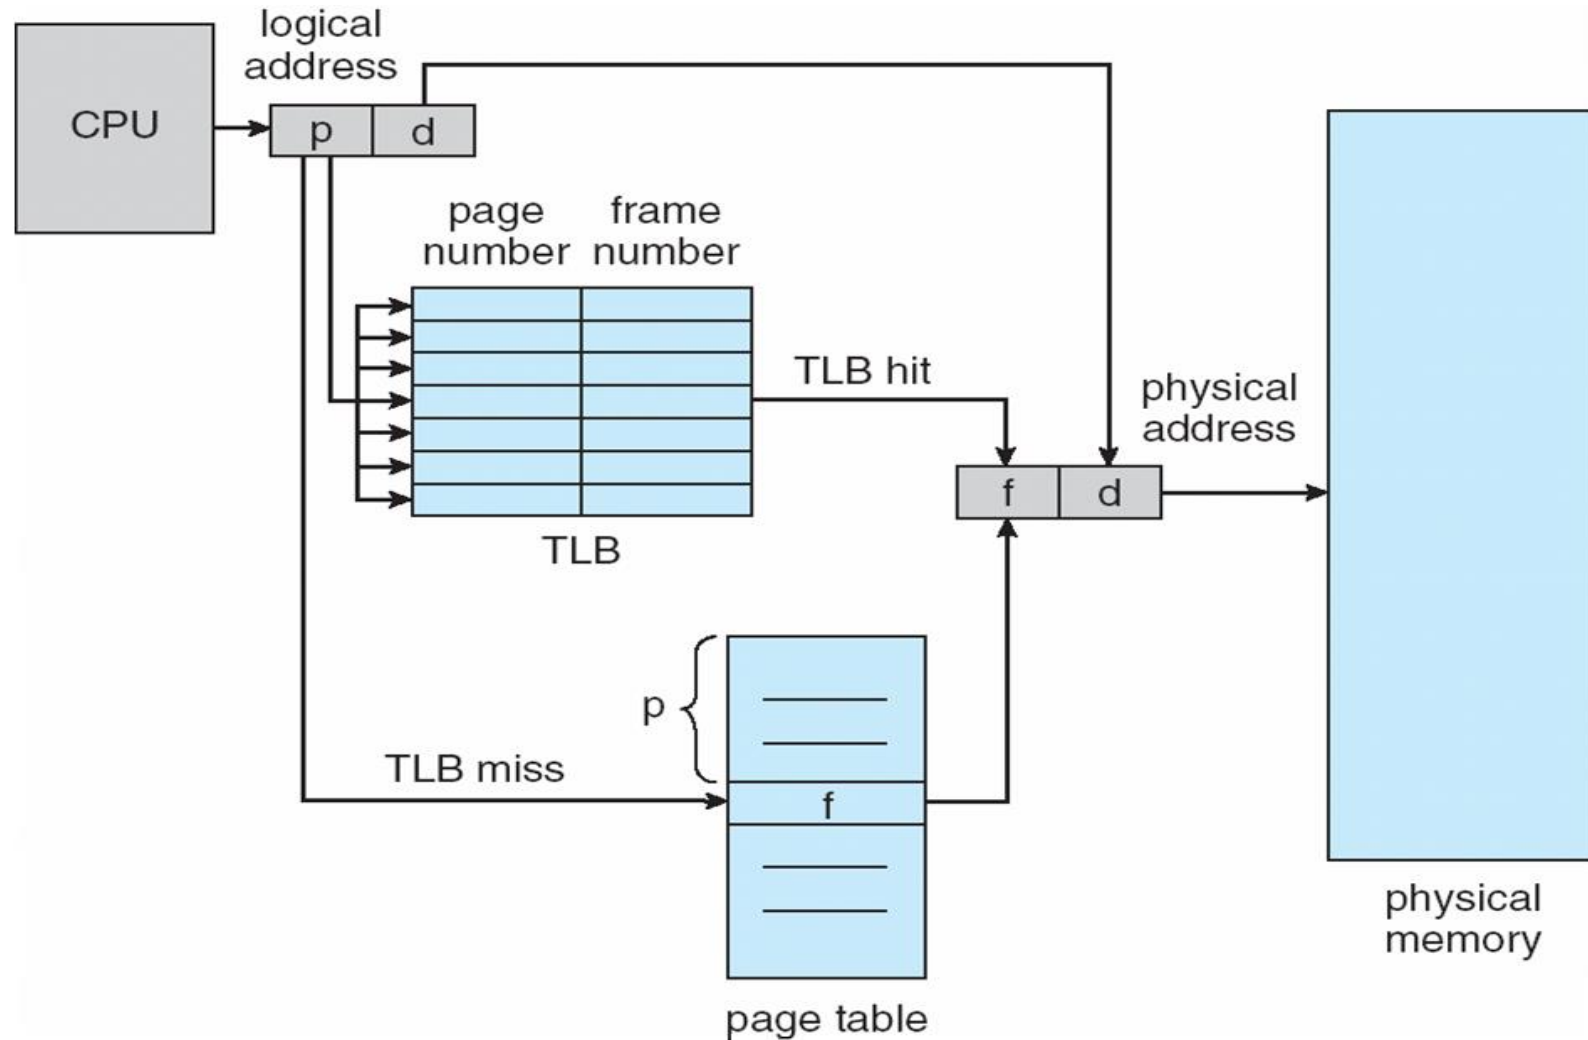 logical
address
CPU
p
d
page
number
frame
number
TLB hit
physical
address
f
d
TLB
p
TLB miss
f
physical
memory
page table